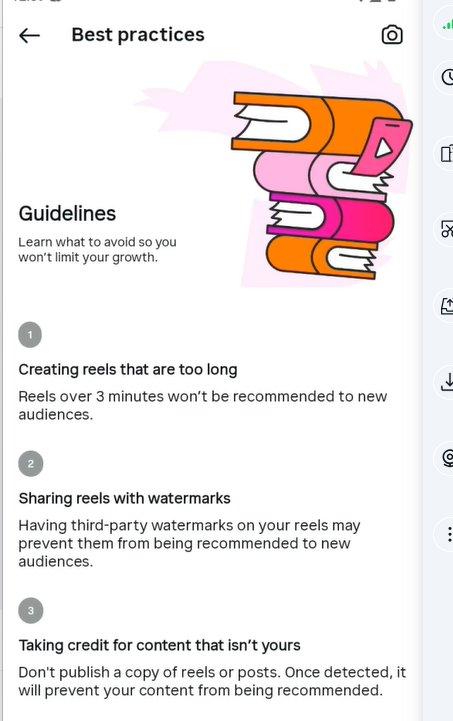 Best practices
Guidelines
Learn what to avoid so you
won’t limit your growth.
1
Creating reels that are too long
Reels over 3 minutes won’t be recommended to new
audiences.
2
Sharing reels with watermarks
Having third-party watermarks on your reels may
prevent them from being recommended to new
audiences.
3
Taking credit for content that isn’t yours
Don't publish a copy of reels or posts. Once detected, it
will prevent your content from being recommended.